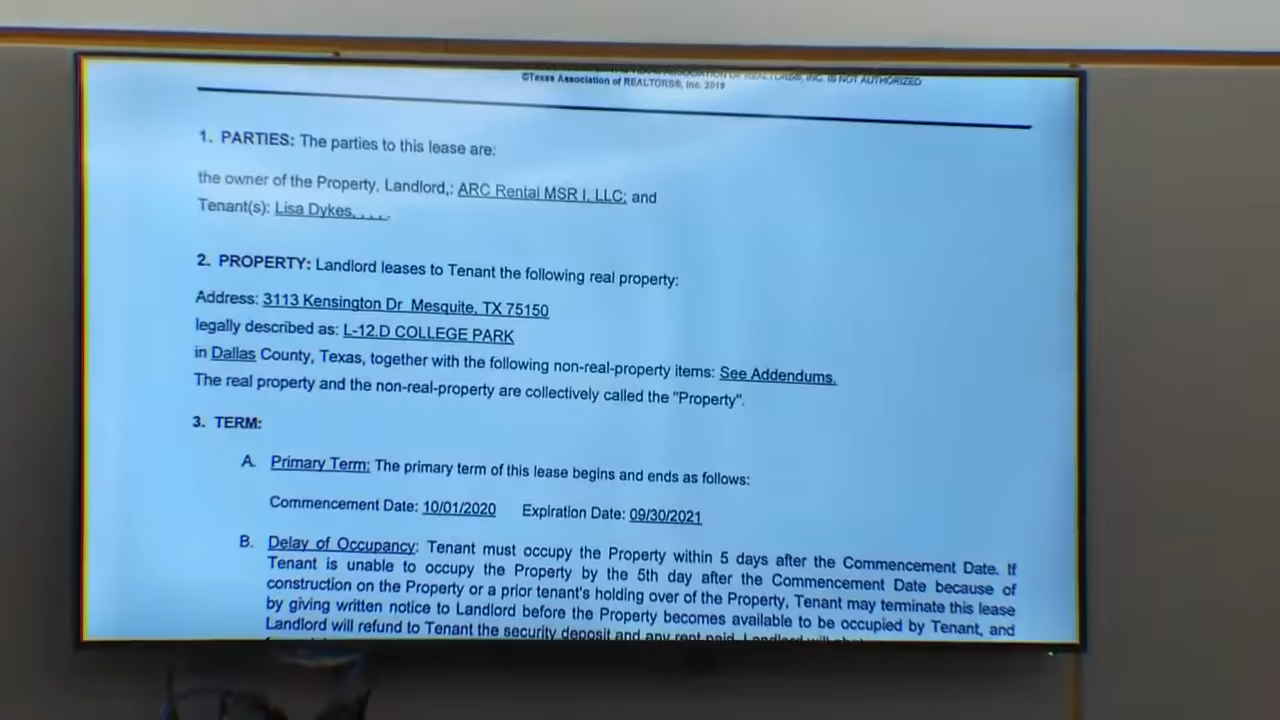 ASSOCIATION OF REALTORS®, INC. IS NOT AUTHORIZED
©Texas Association of REALTORS®, Inc. 2019
1. PARTIES: The parties to this lease are:
the owner of the Property, Landlord,: ARC Rental MSR I, LLC; and
Tenant(s): Lisa Dykes, , , , .
2. PROPERTY: Landlord leases to Tenant the following real property:
Address: 3113 Kensington Dr Mesquite, TX 75150
legally described as: L-12,D COLLEGE PARK
in Dallas County, Texas, together with the following non-real-property items: See Addendums.
The real property and the non-real-property are collectively called the "Property".
3. TERM:
A. Primary Term: The primary term of this lease begins and ends as follows:
Commencement Date: 10/01/2020 Expiration Date: 09/30/2021
B. Delay of Occupancy: Tenant must occupy the Property within 5 days after the Commencement Date. If
Tenant is unable to occupy the Property by the 5th day after the Commencement Date because of
construction on the Property or a prior tenant's holding over of the Property, Tenant may terminate this lease
by giving written notice to Landlord before the Property becomes available to be occupied by Tenant, and
Landlord will refund to Tenant the security deposit and any rent paid. Landlord will